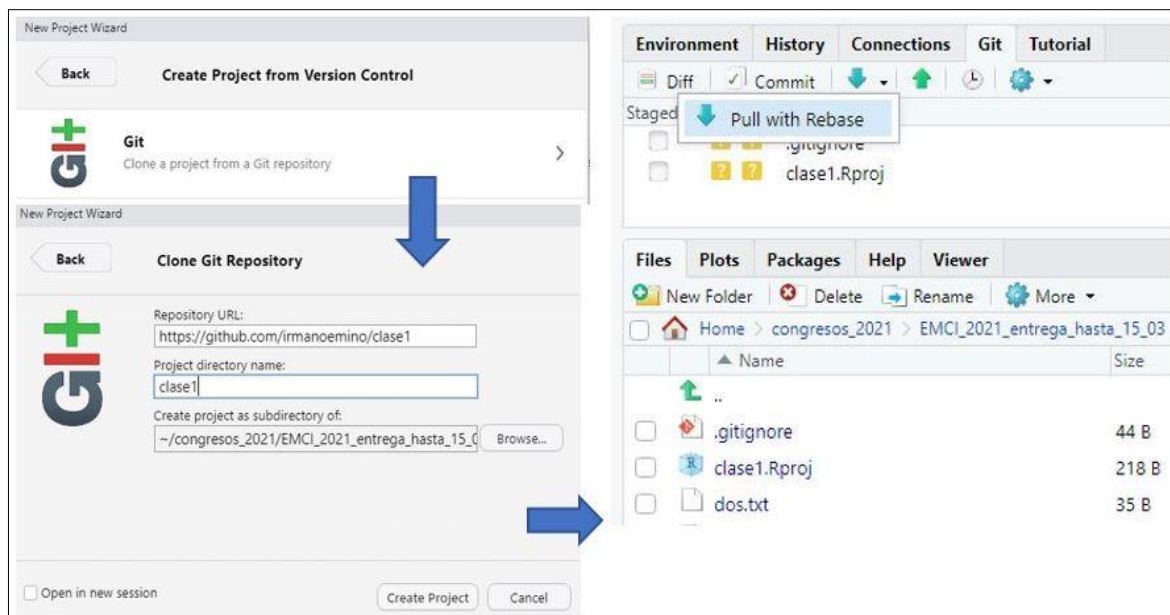 New Project Wizard
Back
Create Project from Version Control
Git
Clone a project from a Git repository
New Project Wizard
Back
Clone Git Repository
Repository URL:
https://github.com/irmanoemino/clase1
Project directory name:
clase1
Create project as subdirectory of:
~/congresos_2021/EMCI_2021_entrega_hasta_15_0
Browse...
Open in new session
Create Project
Cancel
Environment History Connections Git Tutorial
Diff Commit
Staged
Pull with Rebase
.gitignore
clase1.Rproj
Files Plots Packages Help Viewer
New Folder Delete Rename More
Home > congresos_2021 > EMCI_2021_entrega_hasta_15_03
Name Size
..
.gitignore 44 B
clase1.Rproj 218 B
dos.txt 35 B